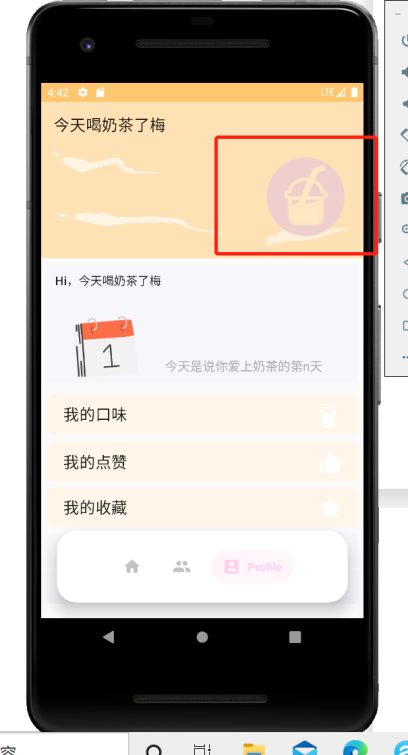 4:42 LTE
今天喝奶茶了梅
Hi，今天喝奶茶了梅
1
今天是说你爱上奶茶的第n天
我的口味
我的点赞
我的收藏
Profile
容